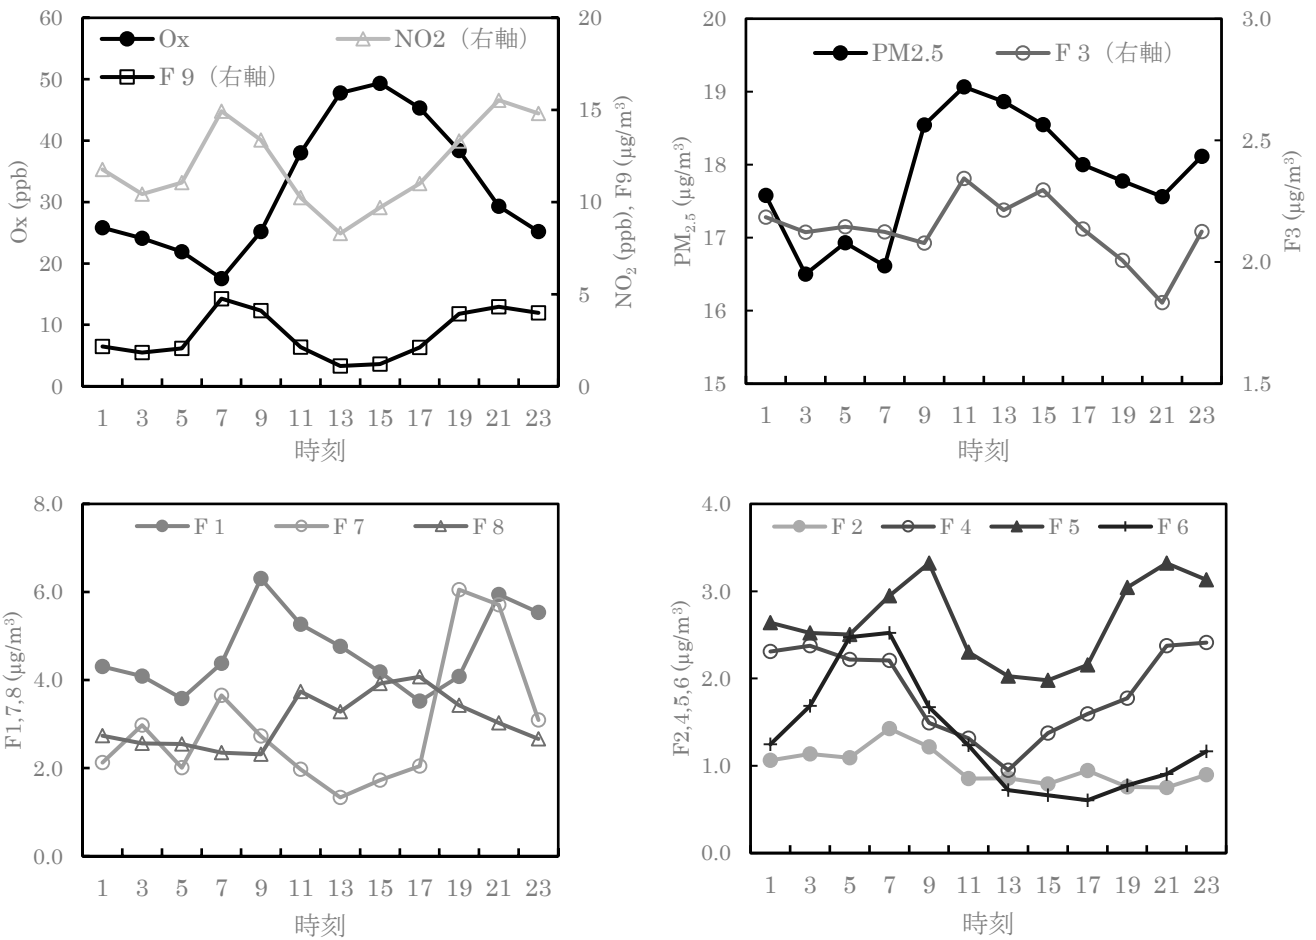 60
50
40
30
20
10
0
Ox (ppb)
20
15
10
5
0
NO₂ (ppb), F9 (μg/m³)
Ox
NO2（右軸）
F 9（右軸）
1 3 5 7 9 11 13 15 17 19 21 23
時刻
20
19
18
17
16
15
PM₂.₅ (μg/m³)
3.0
2.5
2.0
1.5
F3 (μg/m³)
PM2.5
F 3（右軸）
1 3 5 7 9 11 13 15 17 19 21 23
時刻
8.0
6.0
4.0
2.0
0.0
F1,7,8 (μg/m³)
F 1 F 7 F 8
1 3 5 7 9 11 13 15 17 19 21 23
時刻
4.0
3.0
2.0
1.0
0.0
F2,4,5,6 (μg/m³)
F 2 F 4 F 5 F 6
1 3 5 7 9 11 13 15 17 19 21 23
時刻